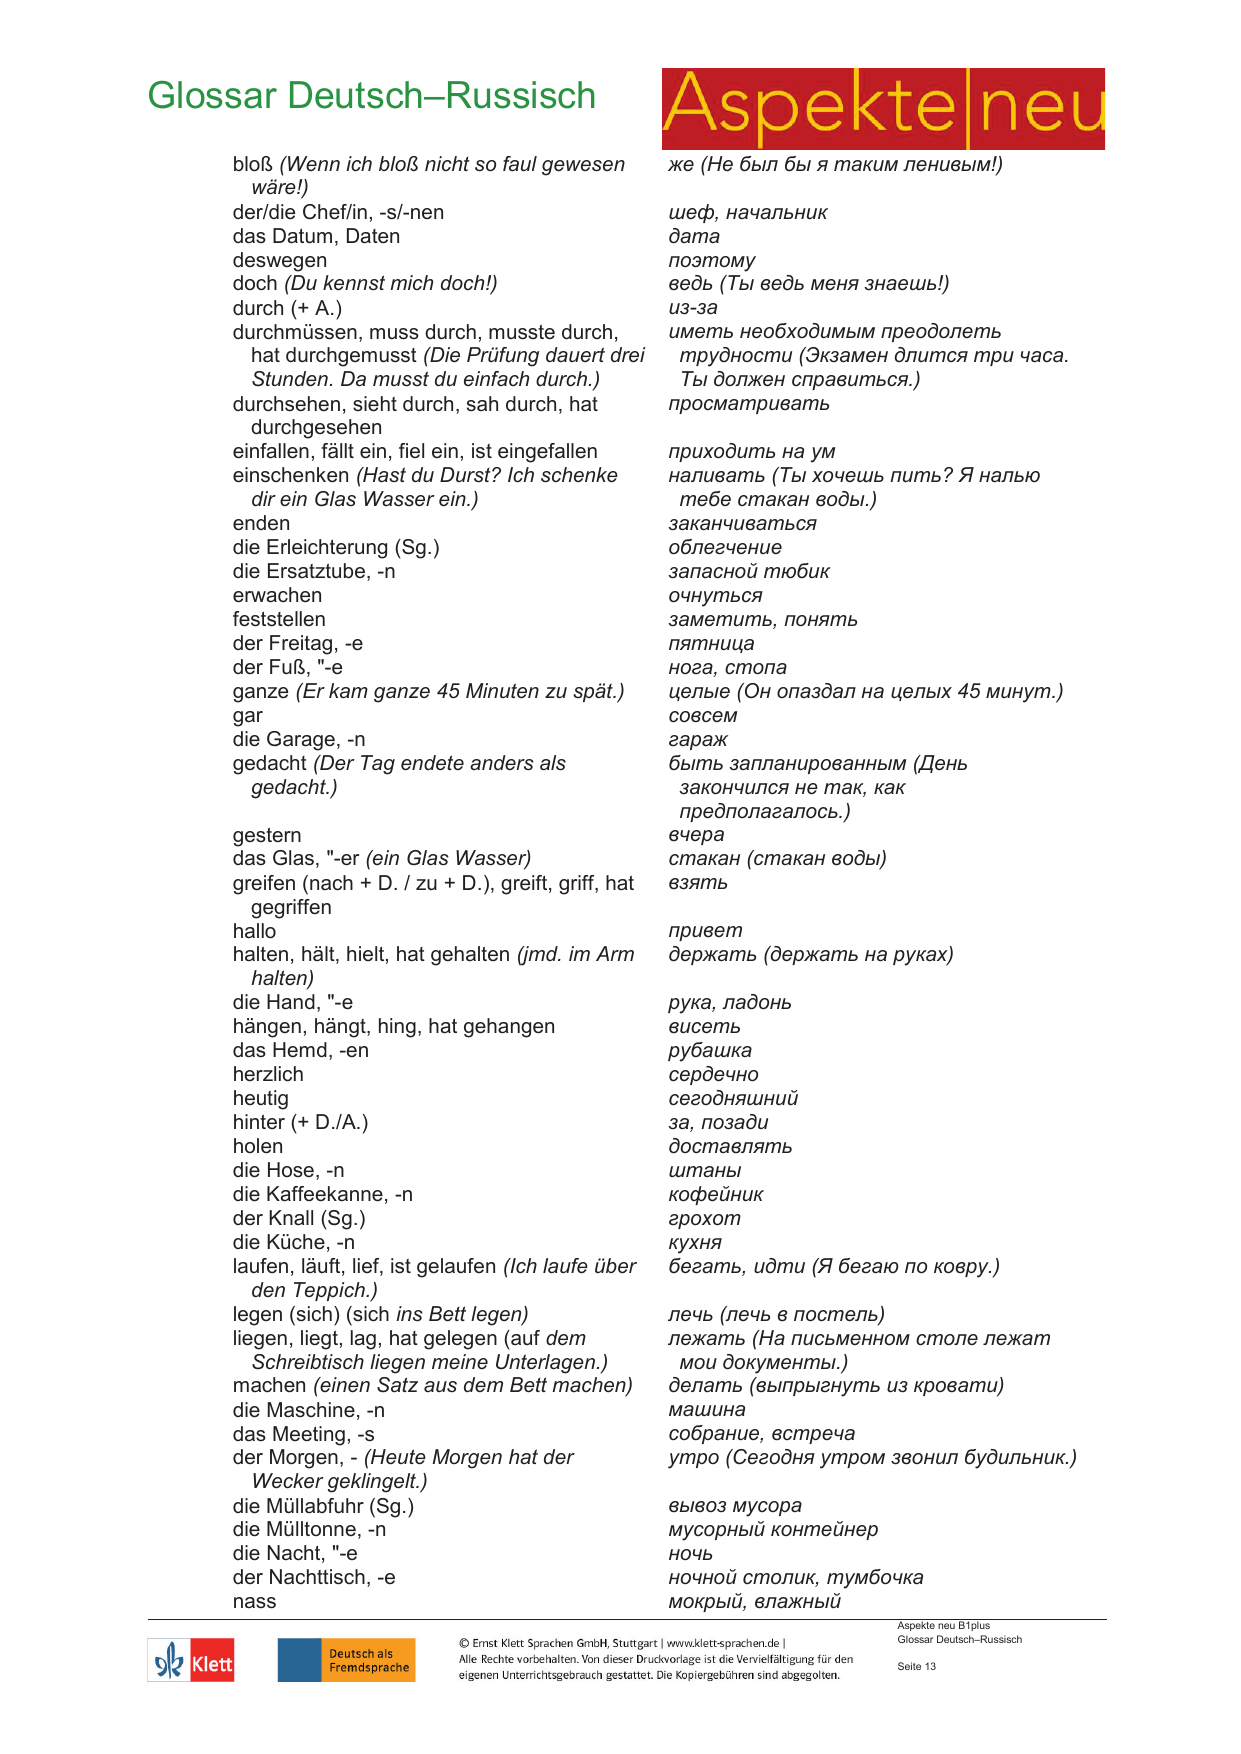 Glossar Deutsch–Russisch
Aspekte|neu
bloß (Wenn ich bloß nicht so faul gewesen же (Не был бы я таким ленивым!)
wäre!)
der/die Chef/in, -s/-nen шеф, начальник
das Datum, Daten дата
deswegen поэтому
doch (Du kennst mich doch!) ведь (Ты ведь меня знаешь!)
durch (+ A.) из-за
durchmüssen, muss durch, musste durch, иметь необходимым преодолеть
hat durchgemusst (Die Prüfung dauert drei трудности (Экзамен длится три часа.
Stunden. Da musst du einfach durch.) Ты должен справиться.)
durchsehen, sieht durch, sah durch, hat просматривать
durchgesehen
einfallen, fällt ein, fiel ein, ist eingefallen приходить на ум
einschenken (Hast du Durst? Ich schenke наливать (Ты хочешь пить? Я налью
dir ein Glas Wasser ein.) тебе стакан воды.)
enden заканчиваться
die Erleichterung (Sg.) облегчение
die Ersatztube, -n запасной тюбик
erwachen очнуться
feststellen заметить, понять
der Freitag, -e пятница
der Fuß, "-e нога, стопа
ganze (Er kam ganze 45 Minuten zu spät.) целые (Он опаздал на целых 45 минут.)
gar совсем
die Garage, -n гараж
gedacht (Der Tag endete anders als быть запланированным (День
gedacht.) закончился не так, как
предполагалось.)
gestern вчера
das Glas, "-er (ein Glas Wasser) стакан (стакан воды)
greifen (nach + D. / zu + D.), greift, griff, hat взять
gegriffen
hallo привет
halten, hält, hielt, hat gehalten (jmd. im Arm держать (держать на руках)
halten)
die Hand, "-e рука, ладонь
hängen, hängt, hing, hat gehangen висеть
das Hemd, -en рубашка
herzlich сердечно
heutig сегодняшний
hinter (+ D./A.) за, позади
holen доставлять
die Hose, -n штаны
die Kaffeekanne, -n кофейник
der Knall (Sg.) грохот
die Küche, -n кухня
laufen, läuft, lief, ist gelaufen (Ich laufe über бегать, идти (Я бегаю по ковру.)
den Teppich.)
legen (sich) (sich ins Bett legen) лечь (лечь в постель)
liegen, liegt, lag, hat gelegen (auf dem лежать (На письменном столе лежат
Schreibtisch liegen meine Unterlagen.) мои документы.)
machen (einen Satz aus dem Bett machen) делать (выпрыгнуть из кровати)
die Maschine, -n машина
das Meeting, -s собрание, встреча
der Morgen, - (Heute Morgen hat der утро (Сегодня утром звонил будильник.)
Wecker geklingelt.)
die Müllabfuhr (Sg.) вывоз мусора
die Mülltonne, -n мусорный контейнер
die Nacht, "-e ночь
der Nachttisch, -e ночной столик, тумбочка
nass мокрый, влажный
Klett
Deutsch als
Fremdsprache
© Ernst Klett Sprachen GmbH, Stuttgart | www.klett-sprachen.de |
Alle Rechte vorbehalten. Von dieser Druckvorlage ist die Vervielfältigung für den
eigenen Unterrichtsgebrauch gestattet. Die Kopiergebühren sind abgegolten.
Aspekte neu B1plus
Glossar Deutsch–Russisch
Seite 13